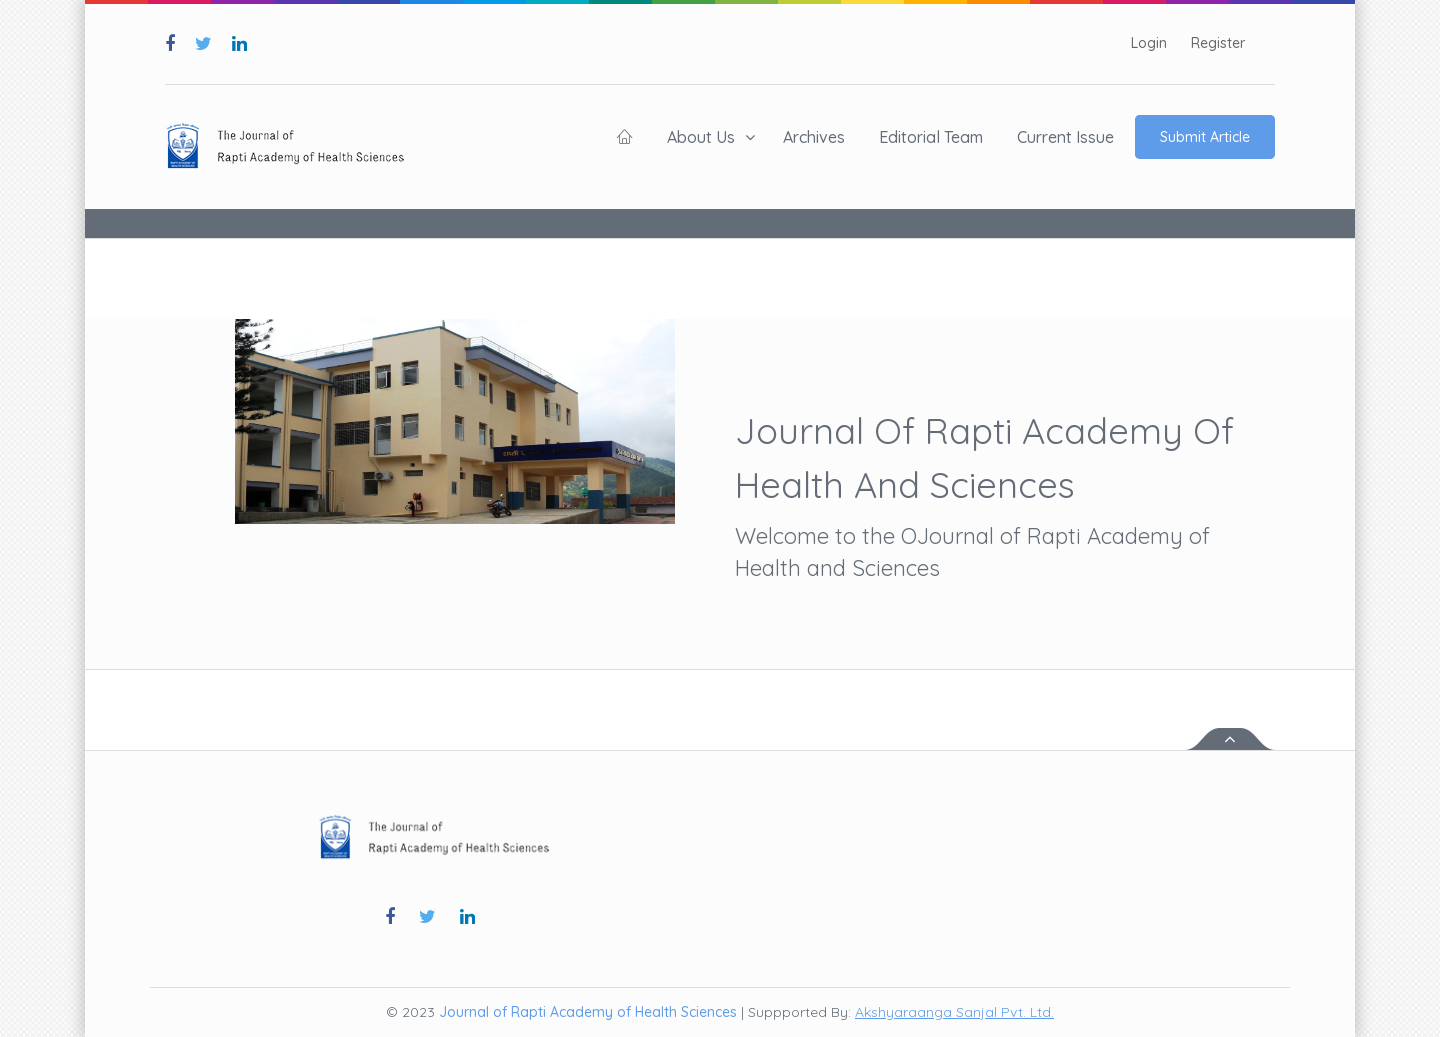 Login Register
The Journal of
Rapti Academy of Health Sciences
About Us Archives Editorial Team Current Issue Submit Article
Journal Of Rapti Academy Of
Health And Sciences
Welcome to the OJournal of Rapti Academy of
Health and Sciences
The Journal of
Rapti Academy of Health Sciences
© 2023 Journal of Rapti Academy of Health Sciences | Suppported By: Akshyaraanga Sanjal Pvt. Ltd.